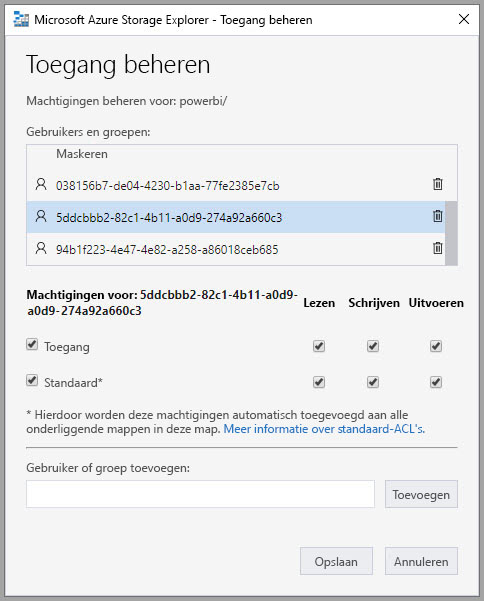 Microsoft Azure Storage Explorer - Toegang beheren
Toegang beheren
Machtigingen beheren voor: powerbi/
Gebruikers en groepen:
Maskeren
038156b7-de04-4230-b1aa-77fe2385e7cb
5ddcbbb2-82c1-4b11-a0d9-274a92a660c3
94b1f223-4e47-4e82-a258-a86018ceb685
Machtigingen voor: 5ddcbbb2-82c1-4b11-a0d9-
a0d9-274a92a660c3
Lezen Schrijven Uitvoeren
Toegang
Standaard*
* Hierdoor worden deze machtigingen automatisch toegevoegd aan alle
onderliggende mappen in deze map. Meer informatie over standaard-ACL's.
Gebruiker of groep toevoegen:
Toevoegen
Opslaan Annuleren